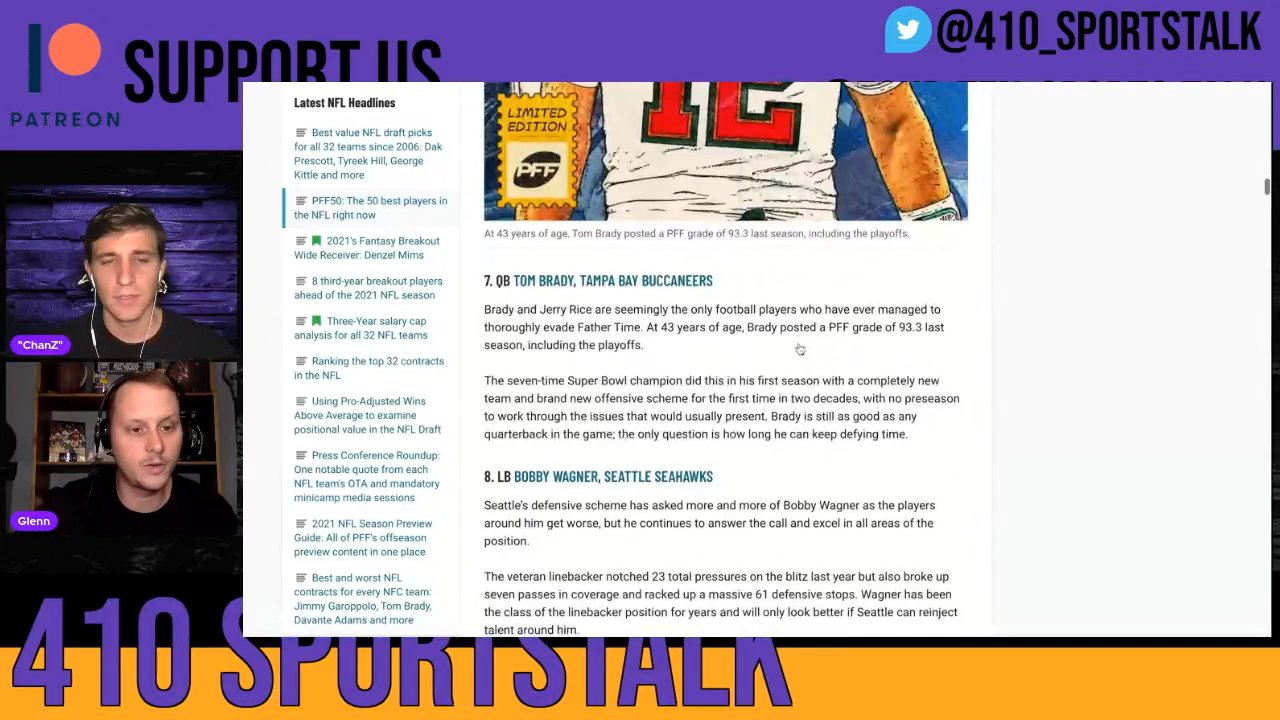 SUPPORT US
PATREON
@410_SPORTSTALK
Latest NFL Headlines
Best value NFL draft picks
for all 32 teams since 2006: Dak
Prescott, Tyreek Hill, George
Kittle and more
PFF50: The 50 best players in
the NFL right now
2021's Fantasy Breakout
Wide Receiver: Denzel Mims
8 third-year breakout players
ahead of the 2021 NFL season
Three-Year salary cap
analysis for all 32 NFL teams
Ranking the top 32 contracts
in the NFL
Using Pro-Adjusted Wins
Above Average to examine
positional value in the NFL Draft
Press Conference Roundup:
One notable quote from each
NFL team's OTA and mandatory
minicamp media sessions
2021 NFL Season Preview
Guide: All of PFF's offseason
preview content in one place
Best and worst NFL
contracts for every NFC team:
Jimmy Garoppolo, Tom Brady,
Davante Adams and more
12
LIMITED
EDITION
PFF
At 43 years of age, Tom Brady posted a PFF grade of 93.3 last season, including the playoffs.
7. QB TOM BRADY, TAMPA BAY BUCCANEERS
Brady and Jerry Rice are seemingly the only football players who have ever managed to
thoroughly evade Father Time. At 43 years of age, Brady posted a PFF grade of 93.3 last
season, including the playoffs.
The seven-time Super Bowl champion did this in his first season with a completely new
team and brand new offensive scheme for the first time in two decades, with no preseason
to work through the issues that would usually present. Brady is still as good as any
quarterback in the game; the only question is how long he can keep defying time.
8. LB BOBBY WAGNER, SEATTLE SEAHAWKS
Seattle's defensive scheme has asked more and more of Bobby Wagner as the players
around him get worse, but he continues to answer the call and excel in all areas of the
position.
The veteran linebacker notched 23 total pressures on the blitz last year but also broke up
seven passes in coverage and racked up a massive 61 defensive stops. Wagner has been
the class of the linebacker position for years and will only look better if Seattle can reinject
talent around him.
"ChanZ"
Glenn
410 SPORTSTALK